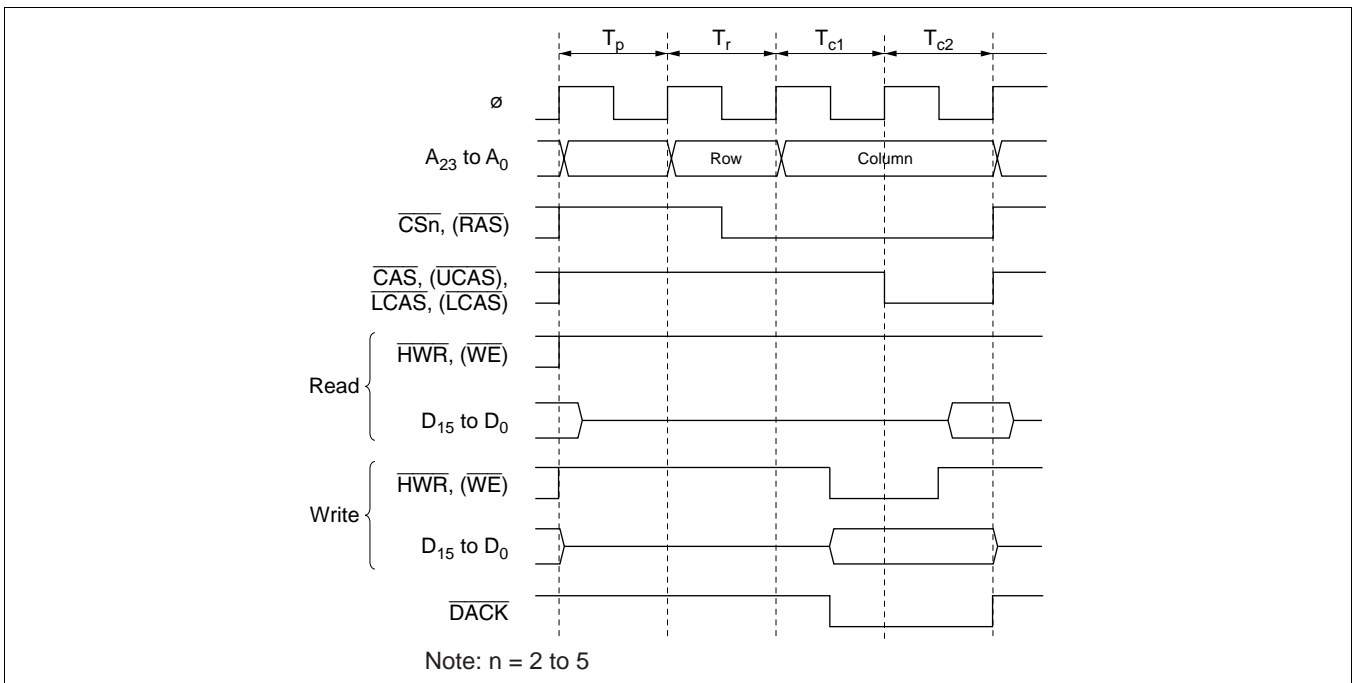 Tp Tr Tc1 Tc2
ø
A23 to A0 Row Column
CSn, (RAS)
CAS, (UCAS),
LCAS, (LCAS)
HWR, (WE)
Read
D15 to D0
HWR, (WE)
Write
D15 to D0
DACK
Note: n = 2 to 5